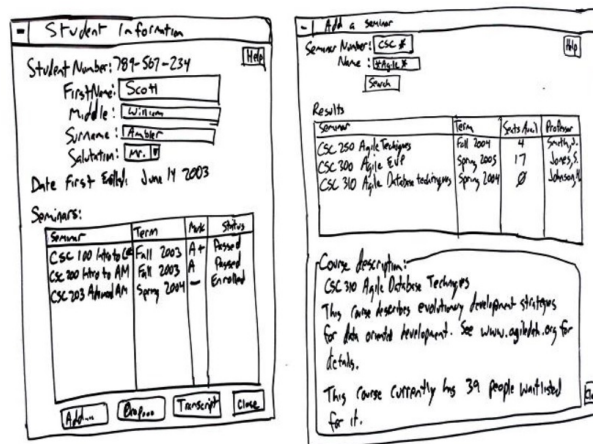 Student Information
Help
Student Number: 789-567-234
First Name: Scott
Middle: William
Surname: Ambler
Salutation: Mr.
Date First : June 14 2003
Seminars:
Seminar Term Mark Status
CSC 100 Intro to CS Fall 2003 A+ Passed
CSC 200 Intro to AM Fall 2003 A Passed
CSC 203 AM Spring 2004 — Enrolled
Add... Drop... Transcript Close
Add a seminar
Help
Seminar Number: CSC #
Name: *Agile*
Search
Results
Seminar Term Seats Avail Professor
CSC 250 Agile Techniques Fall 2004 4 Smith, J.
CSC 300 Agile Spring 2005 17 Jones, S.
CSC 310 Agile Database techniques Spring 2004 Ø Johnson,
Course description:
CSC 310 Agile Database Techniques
This course describes evolutionary development strategies
for data oriented development. See www.agiledata.org for
details.
This course currently has 39 people waitlisted
for it.